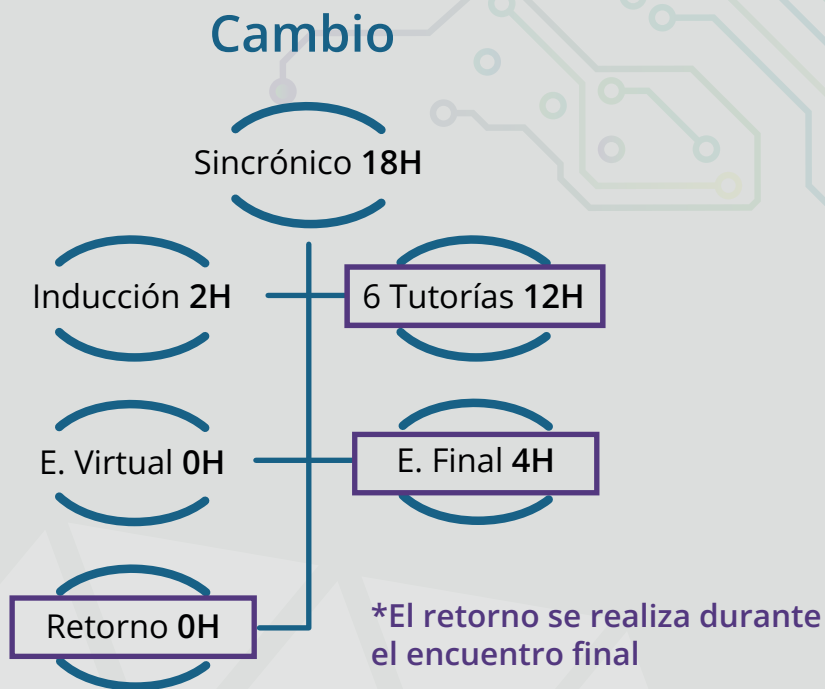 Cambio
Sincrónico 18H
Inducción 2H
6 Tutorías 12H
E. Virtual 0H
E. Final 4H
Retorno 0H
*El retorno se realiza durante
el encuentro final